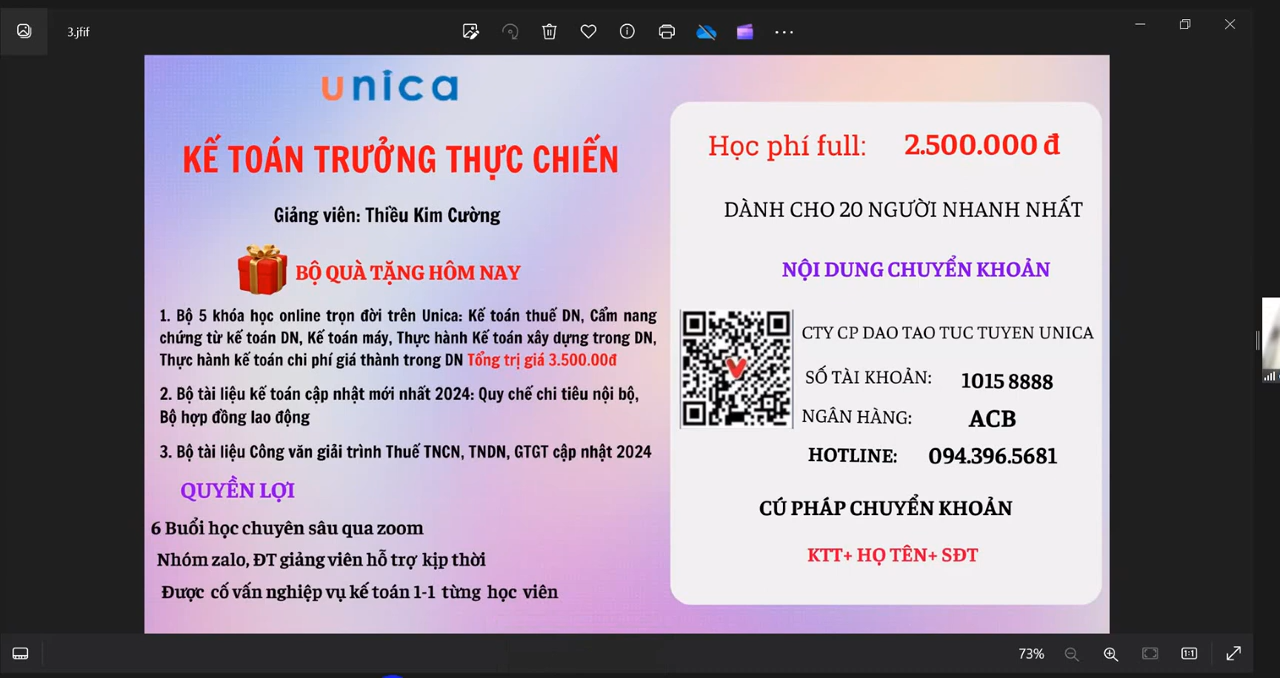 3.jfif
unica
KẾ TOÁN TRƯỞNG THỰC CHIẾN
Giảng viên: Thiều Kim Cường
BỘ QUÀ TẶNG HÔM NAY
1. Bộ 5 khóa học online trọn đời trên Unica: Kế toán thuế DN, Cẩm nang
chứng từ kế toán DN, Kế toán máy, Thực hành Kế toán xây dựng trong DN,
Thực hành kế toán chi phí giá thành trong DN Tổng trị giá 3.500.00đ
2. Bộ tài liệu kế toán cập nhật mới nhất 2024: Quy chế chi tiêu nội bộ,
Bộ hợp đồng lao động
3. Bộ tài liệu Công văn giải trình Thuế TNCN, TNDN, GTGT cập nhật 2024
QUYỀN LỢI
6 Buổi học chuyên sâu qua zoom
Nhóm zalo, ĐT giảng viên hỗ trợ kịp thời
Được cố vấn nghiệp vụ kế toán 1-1 từng học viên
Học phí full: 2.500.000 đ
DÀNH CHO 20 NGƯỜI NHANH NHẤT
NỘI DUNG CHUYỂN KHOẢN
CTY CP DAO TAO TUC TUYEN UNICA
SỐ TÀI KHOẢN: 1015 8888
NGÂN HÀNG: ACB
HOTLINE: 094.396.5681
CÚ PHÁP CHUYỂN KHOẢN
KTT+ HỌ TÊN+ SĐT
73%